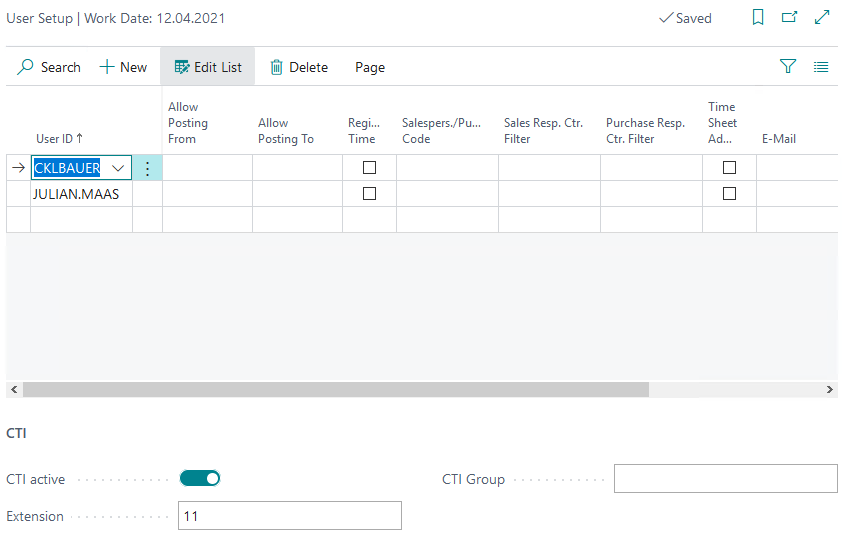 User Setup | Work Date: 12.04.2021
Saved
Search
New
Edit List
Delete
Page
User ID ↑
Allow
Posting
From
Allow
Posting To
Regi...
Time
Salespers./Pu...
Code
Sales Resp. Ctr.
Filter
Purchase Resp.
Ctr. Filter
Time
Sheet
Ad...
E-Mail
CKLBAUER
JULIAN.MAAS
CTI
CTI active
CTI Group
Extension
11